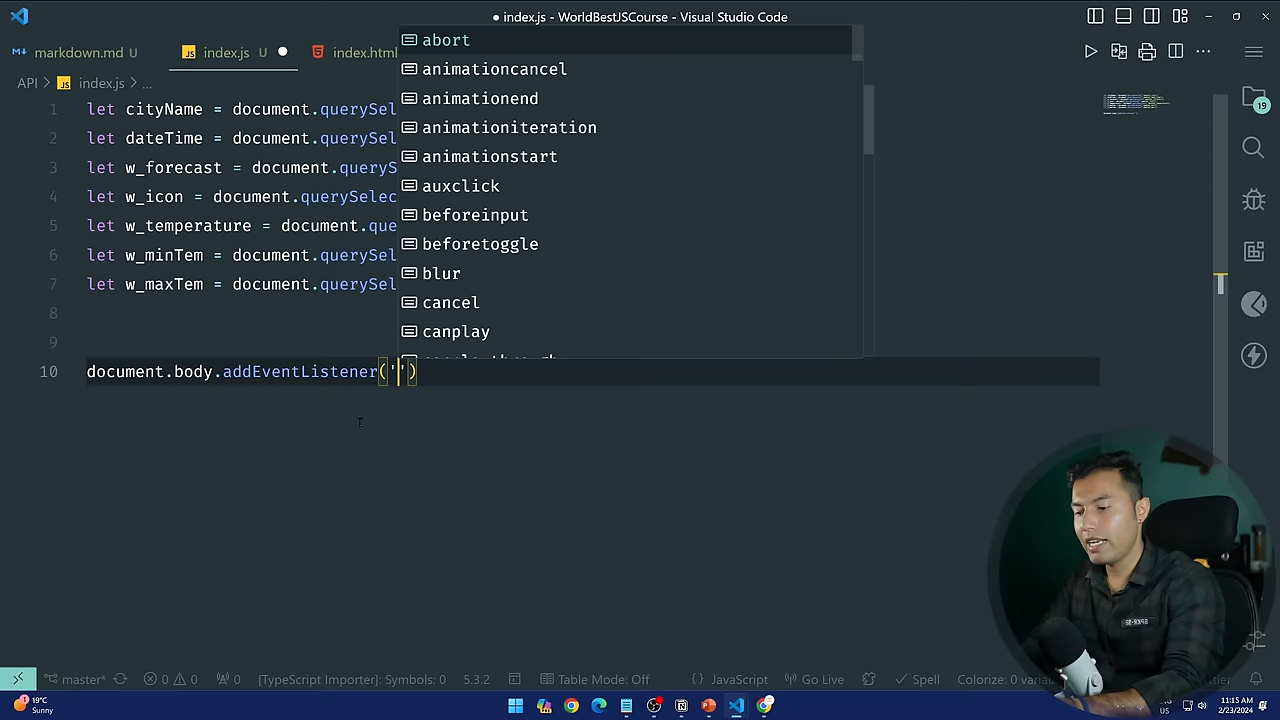 index.js - WorldBestJSCourse - Visual Studio Code
markdown.md U
index.js U
index.html
API > index.js > ...
1 let cityName = document.querySel
2 let dateTime = document.querySel
3 let w_forecast = document.queryS
4 let w_icon = document.querySelec
5 let w_temperature = document.que
6 let w_minTem = document.querySel
7 let w_maxTem = document.querySel
8
9
10 document.body.addEventListener('')
abort
animationcancel
animationend
animationiteration
animationstart
auxclick
beforeinput
beforetoggle
blur
cancel
canplay
19
master* 0 0 0 [TypeScript Importer]: Symbols: 0 5.3.2 Table Mode: Off {} JavaScript Go Live Spell Colorize: 0 varia
1 19°C
Sunny
US
11:15 AM
2/23/2024